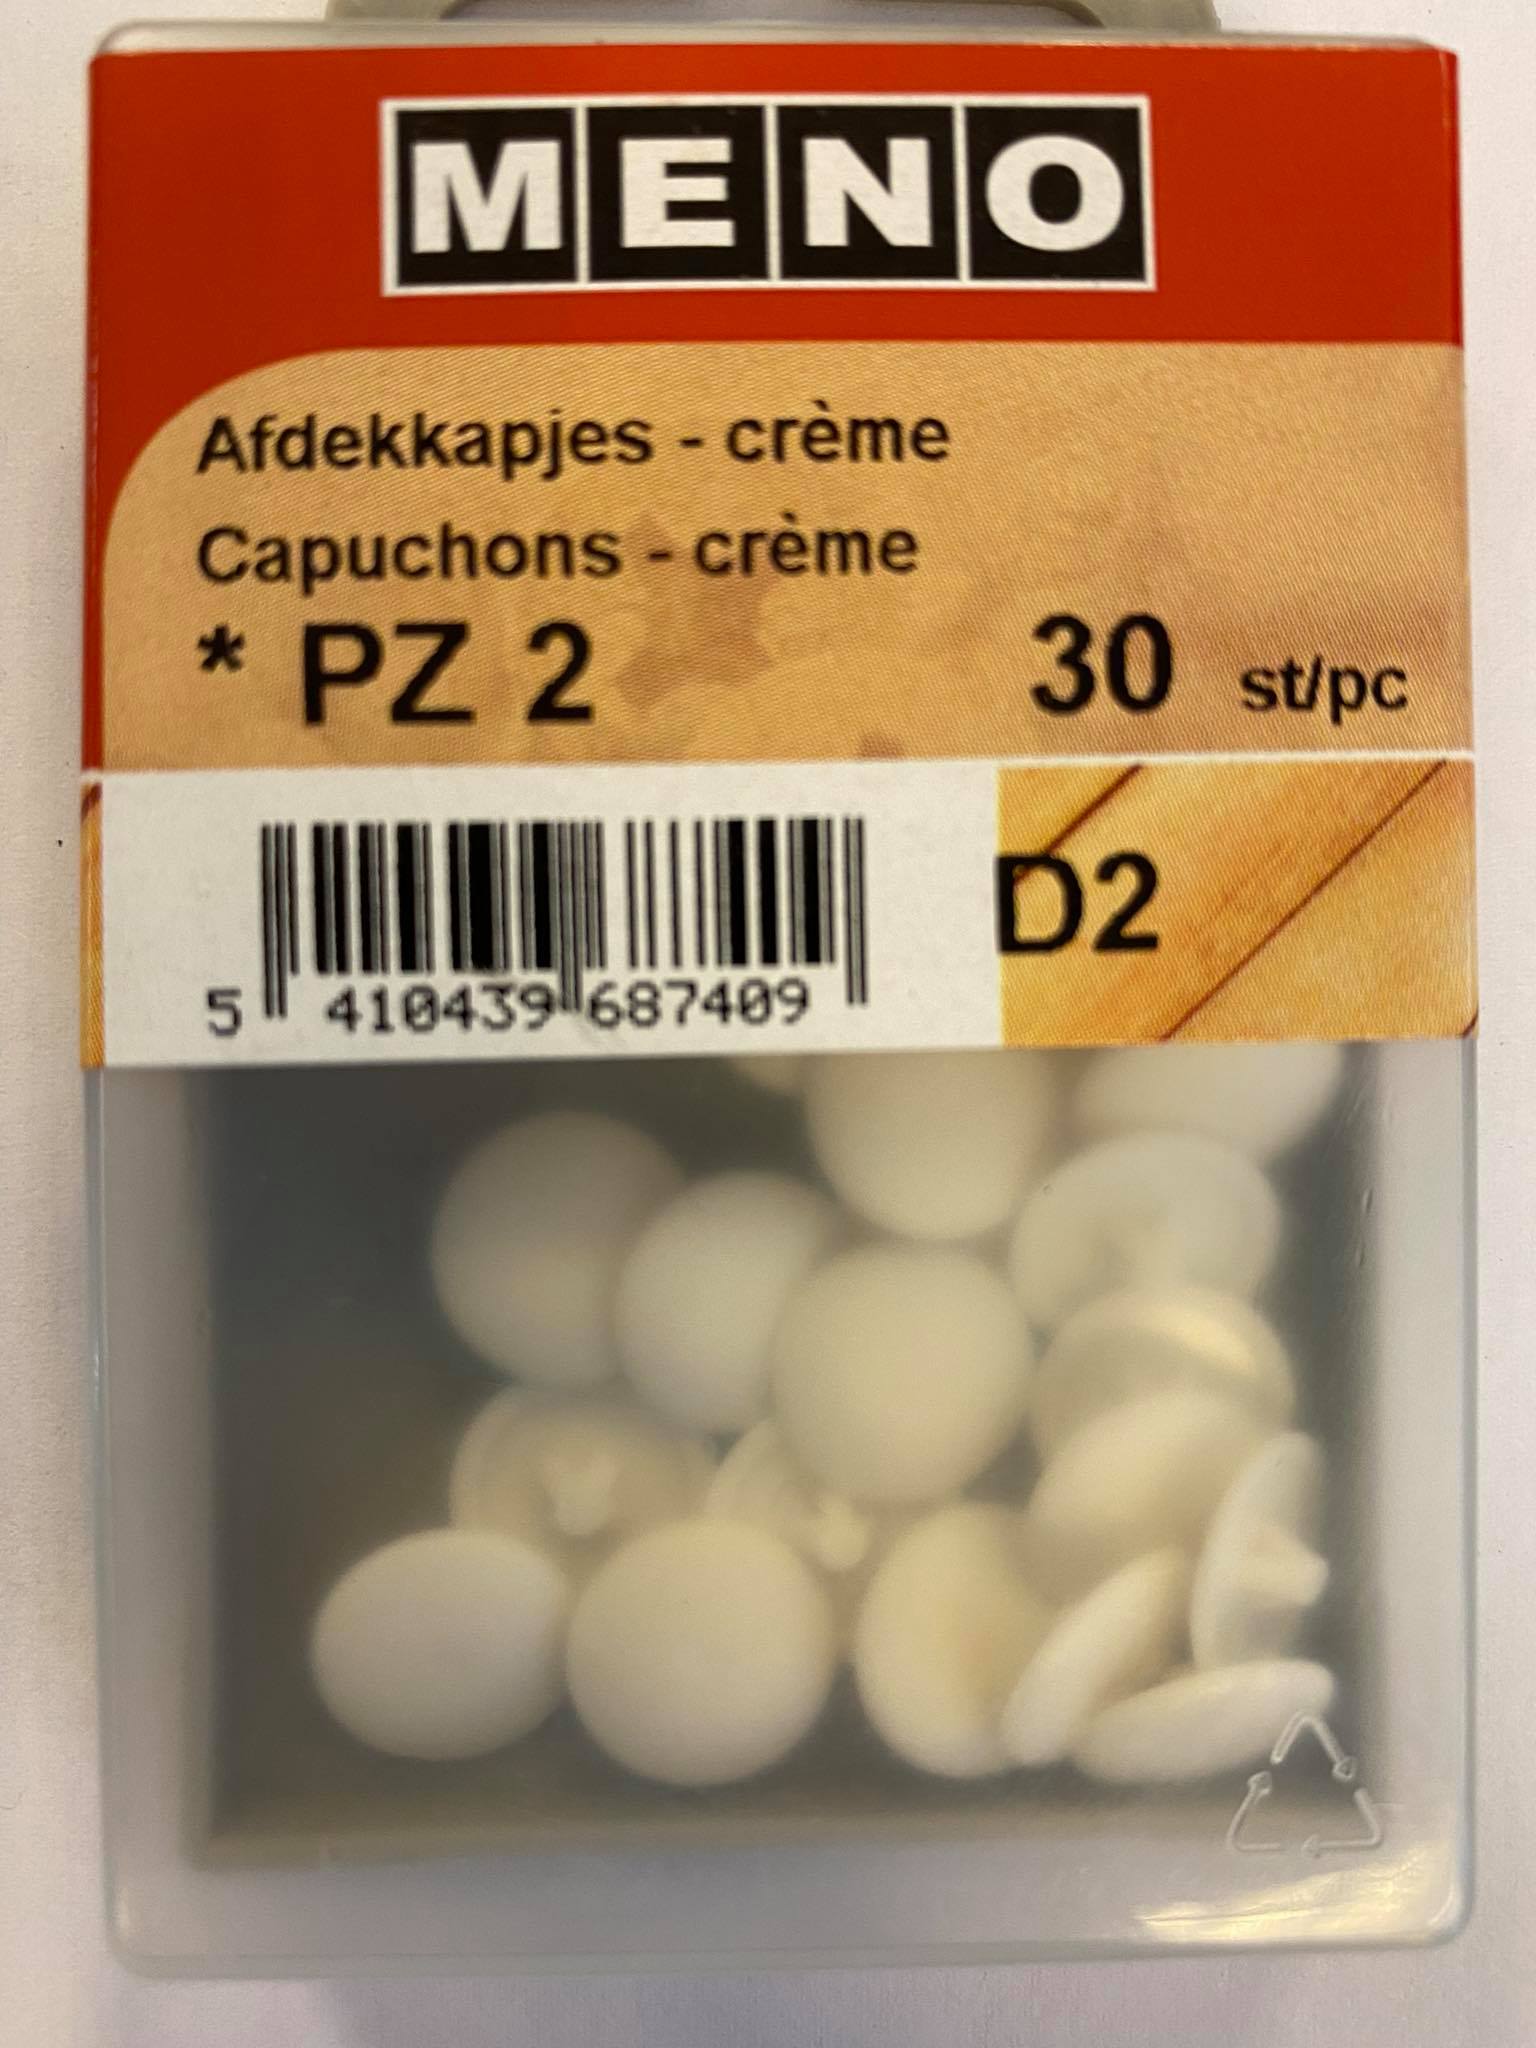 MENO
Afdekkapjes - crème
Capuchons - crème
* PZ 2 30 st/pc
D2
5 410439 687409